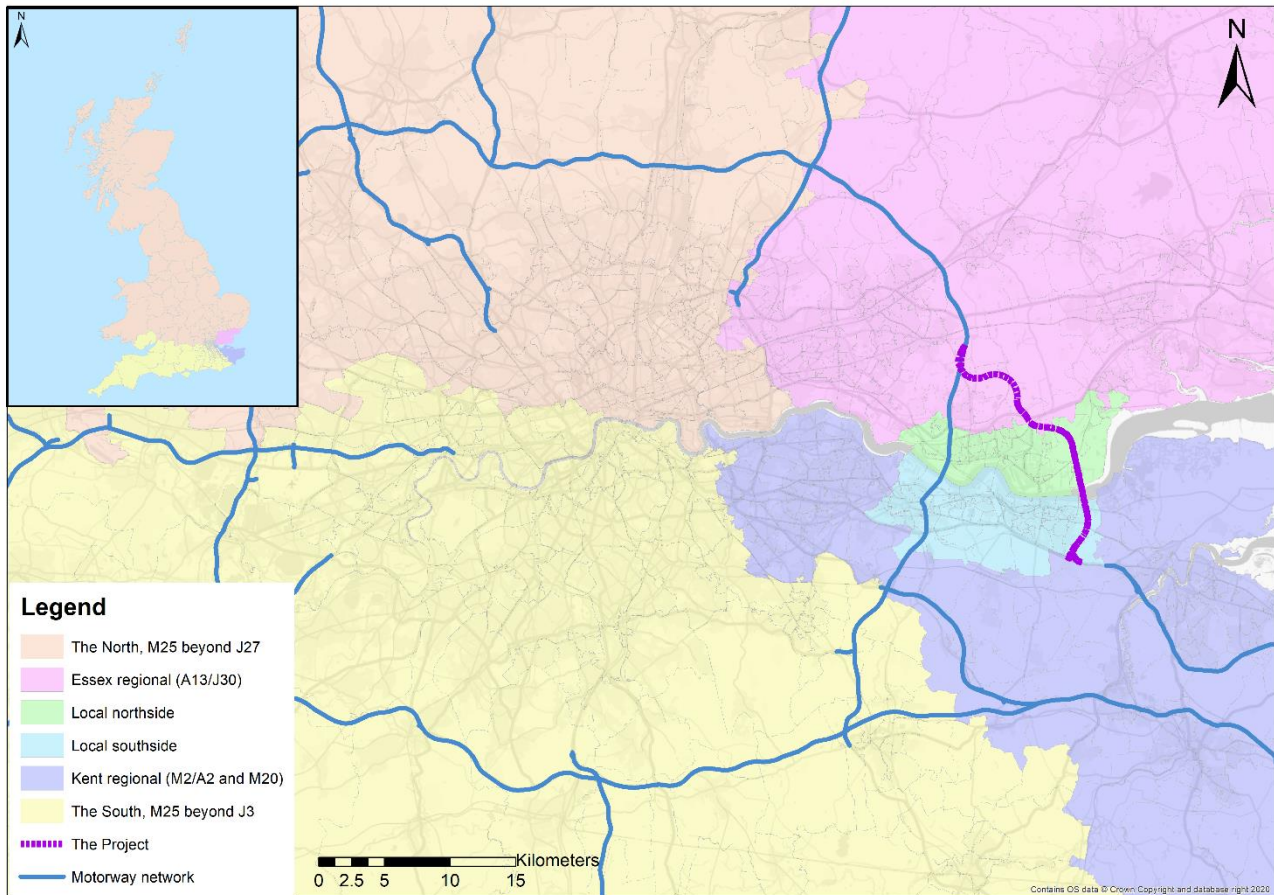 N
N
Legend
The North, M25 beyond J27
Essex regional (A13/J30)
Local northside
Local southside
Kent regional (M2/A2 and M20)
The South, M25 beyond J3
The Project
Motorway network
Kilometers
0 2.5 5 10 15
Contains OS data © Crown Copyright and database right 2020